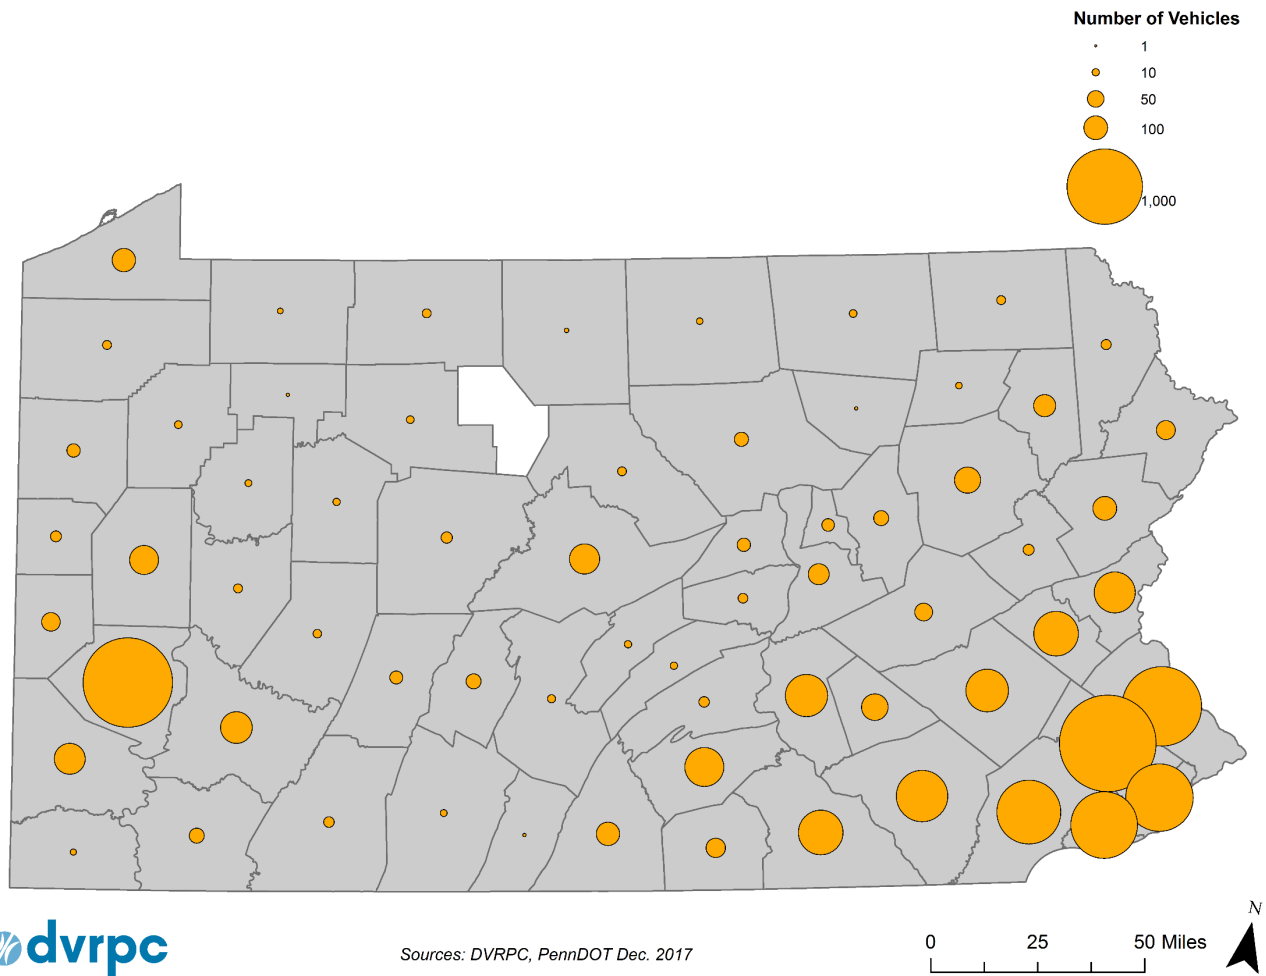 Number of Vehicles
1
10
50
100
1,000
dvrpc
Sources: DVRPC, PennDOT Dec. 2017
N
0 25 50 Miles